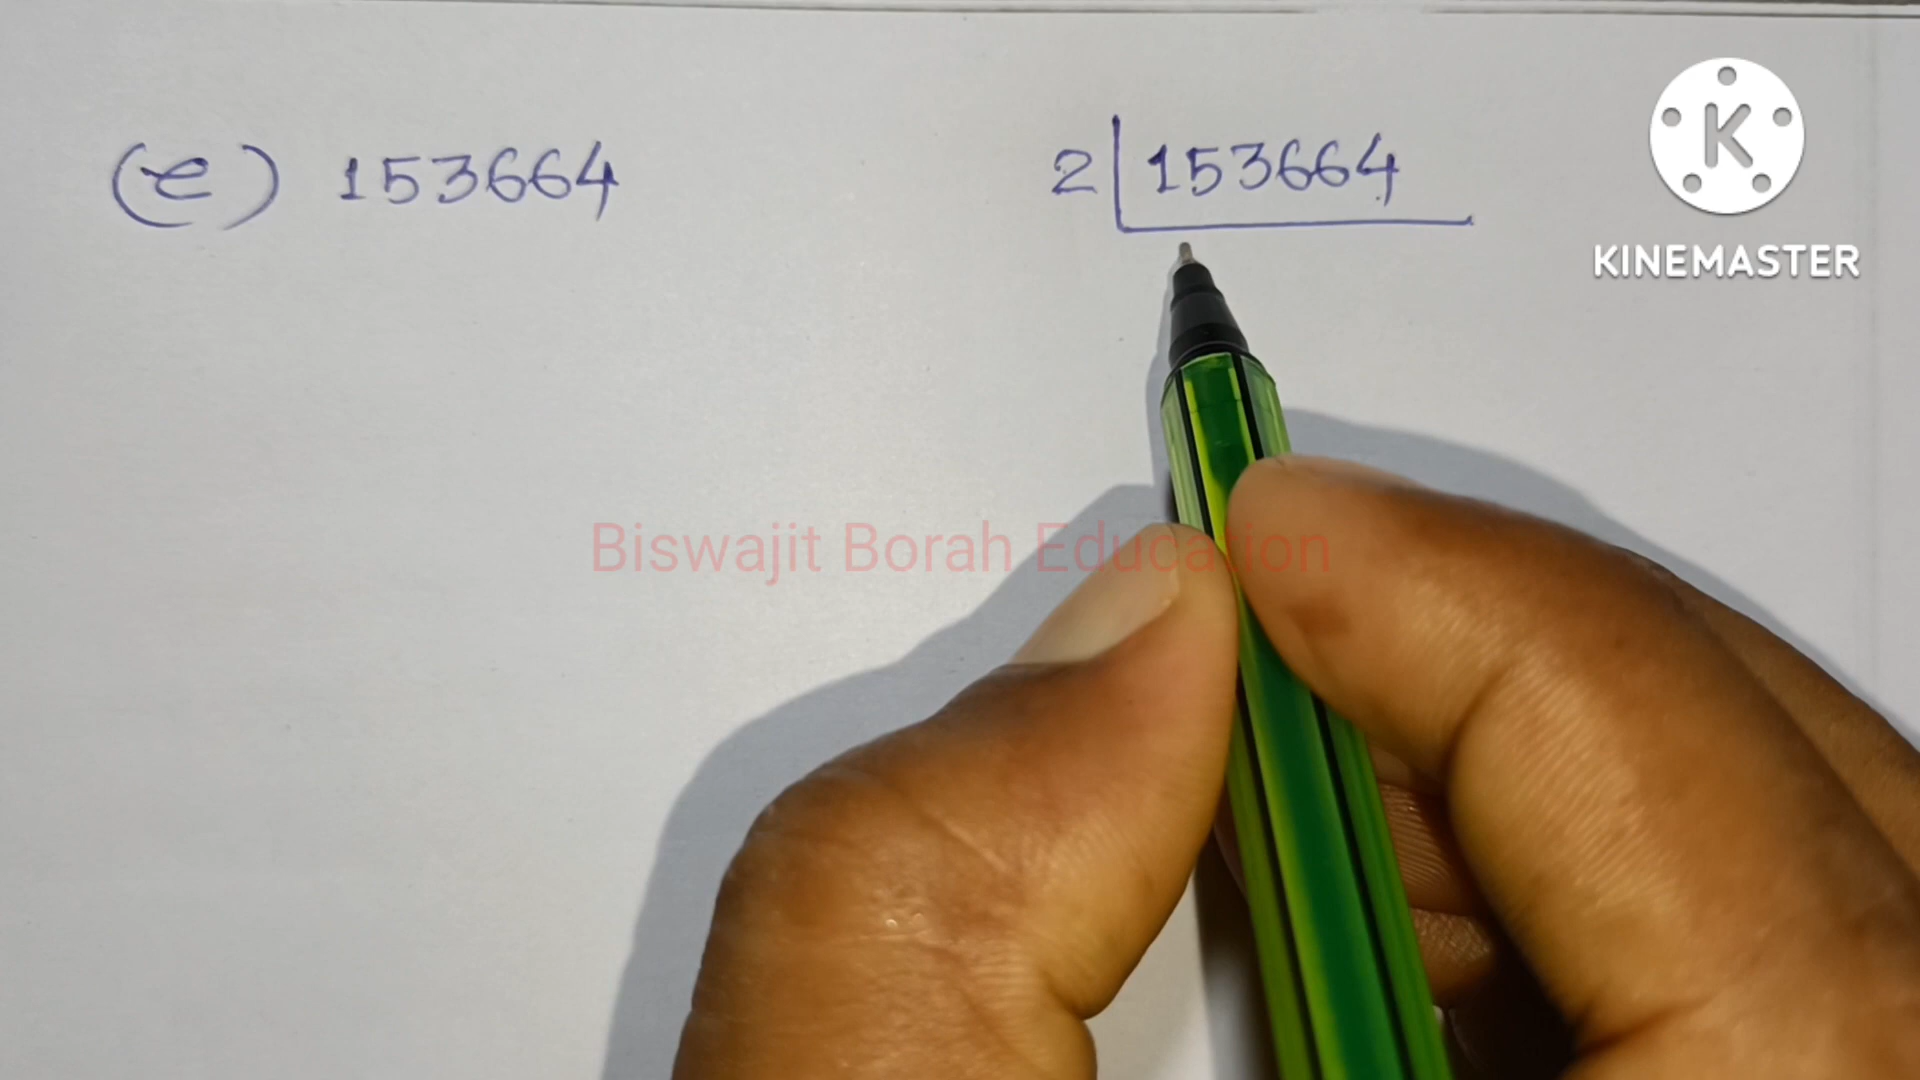 (e) 153664
2 153664
K
KINEMASTER
Biswajit Borah Education